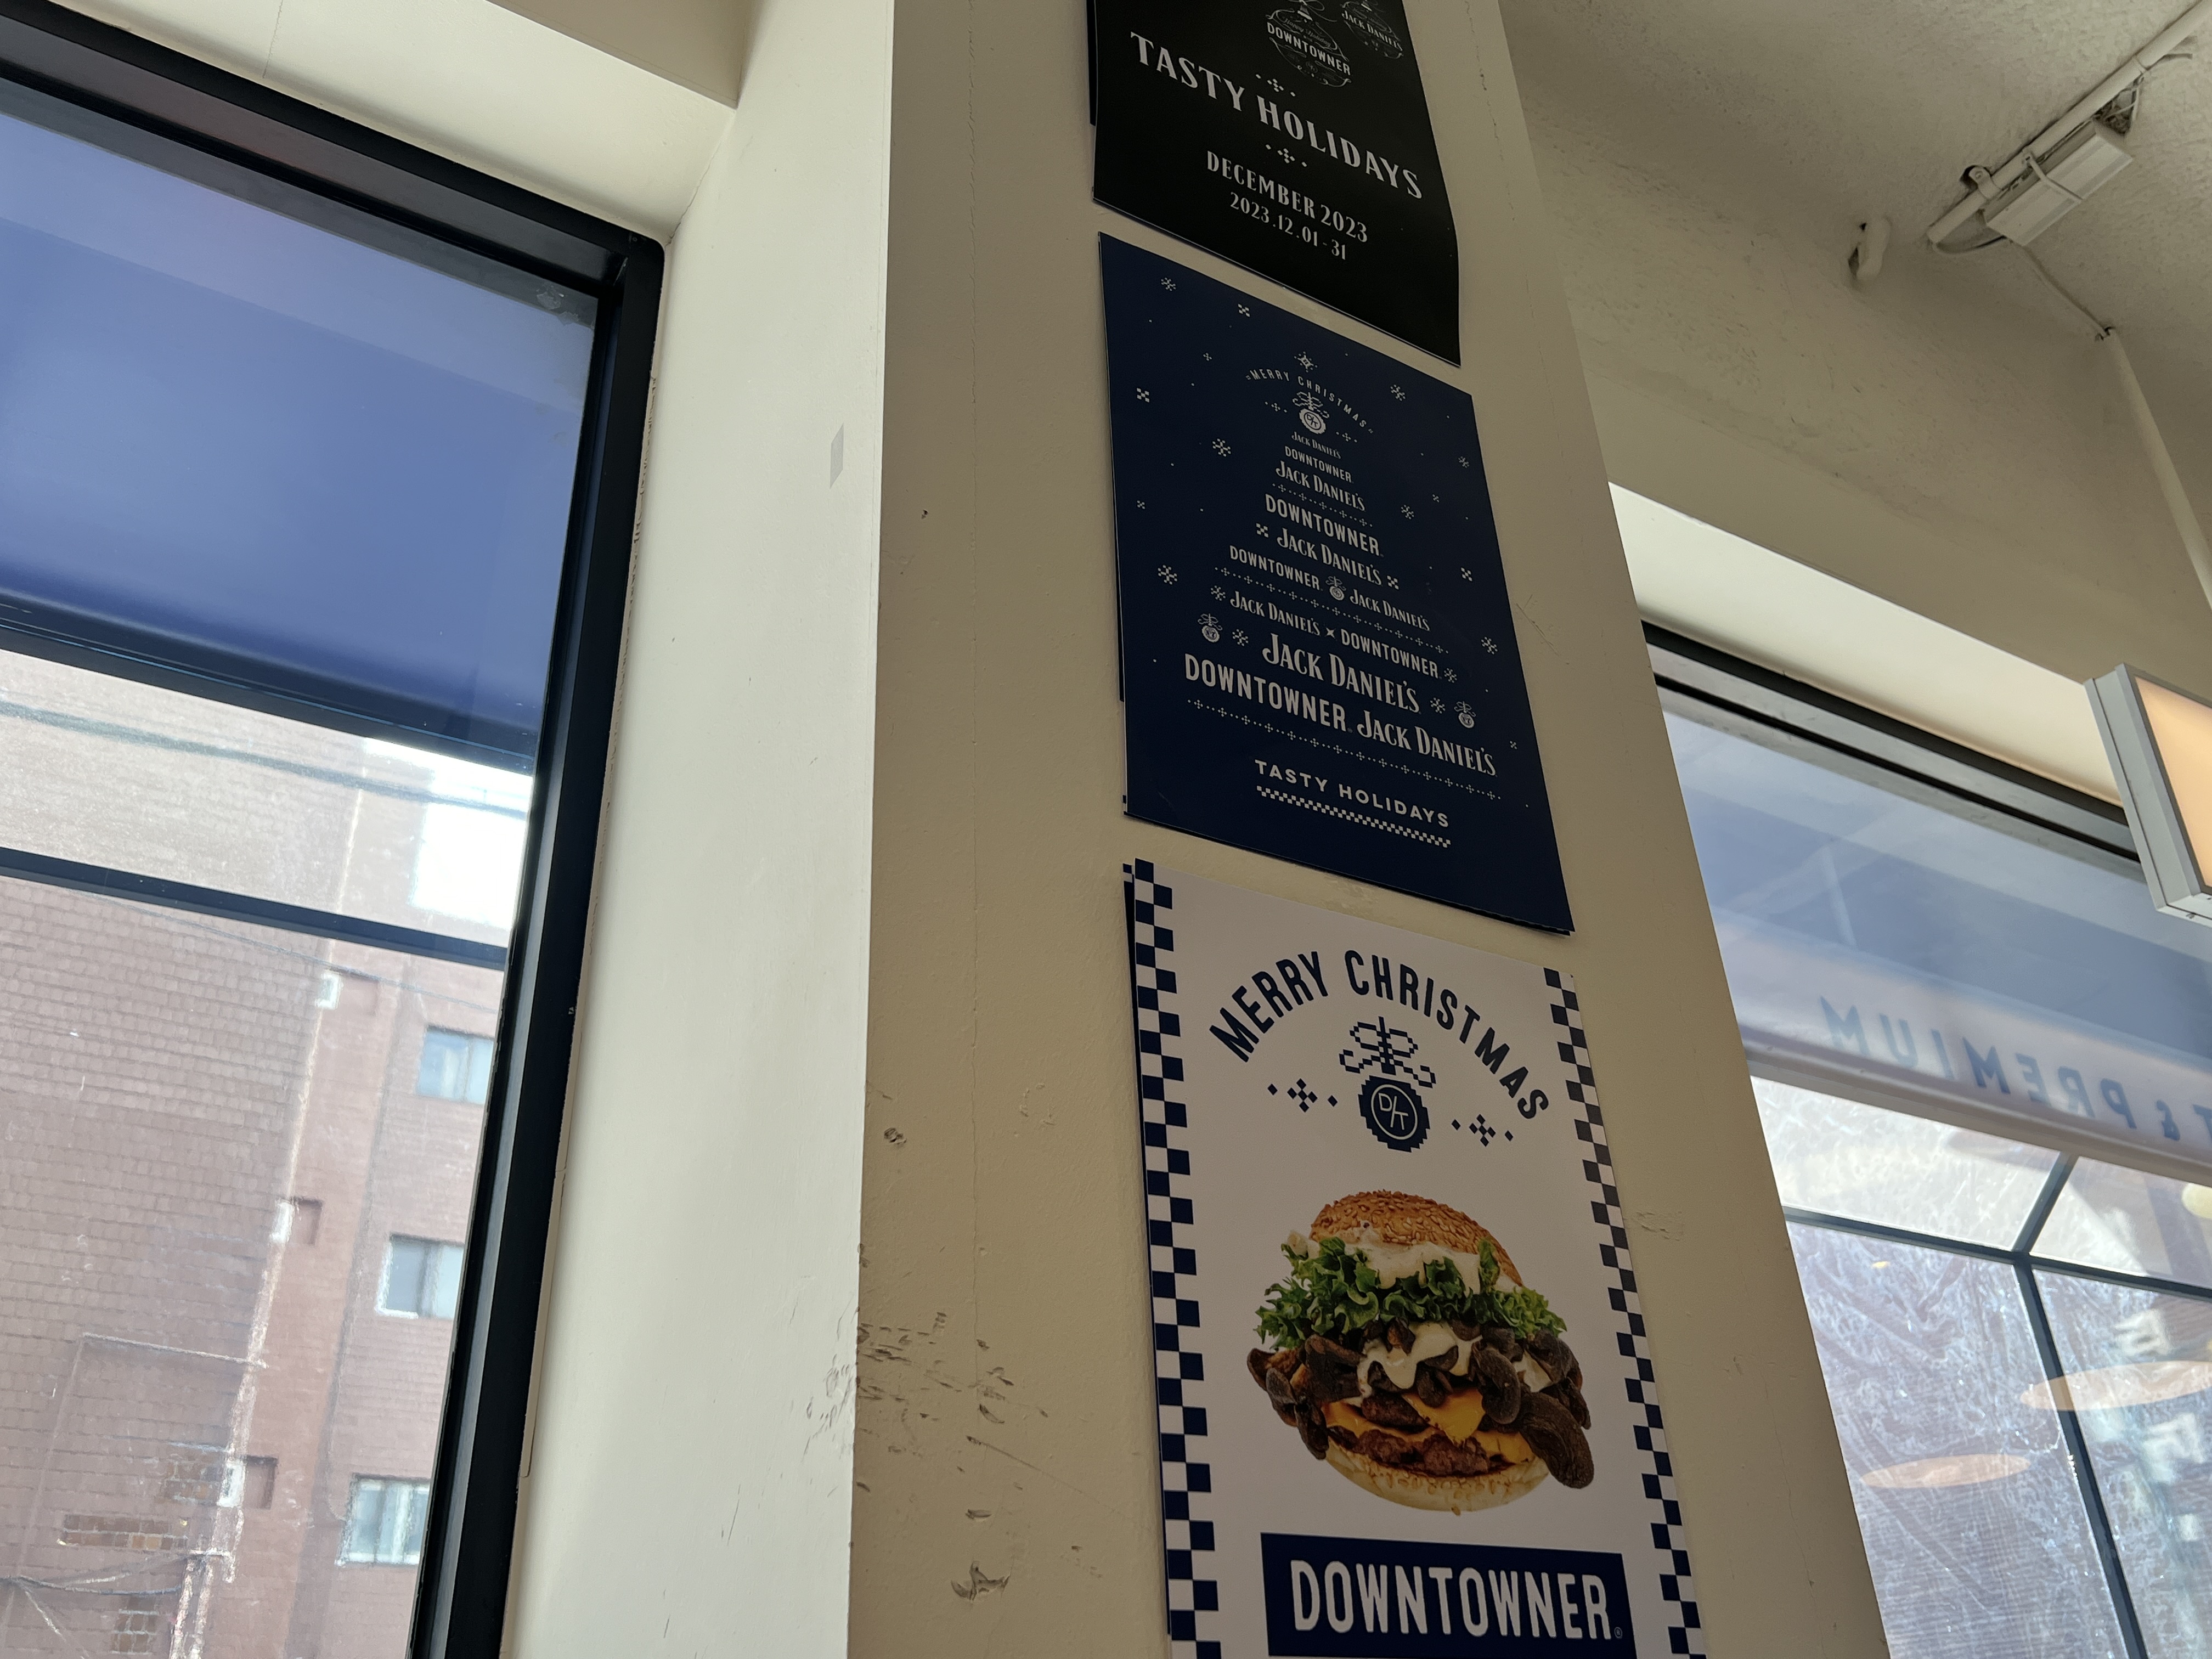 DOWNTOWNER
JACK DANIEL'S
TASTY HOLIDAYS
DECEMBER 2023
2023.12.01-31
MERRY CHRISTMAS
JACK DANIEL'S
DOWNTOWNER
JACK DANIEL'S
DOWNTOWNER
JACK DANIEL'S
DOWNTOWNER JACK DANIEL'S
JACK DANIEL'S × DOWNTOWNER
JACK DANIEL'S
DOWNTOWNER JACK DANIEL'S
TASTY HOLIDAYS
MERRY CHRISTMAS
D/T
DOWNTOWNER®
& PREMIUM